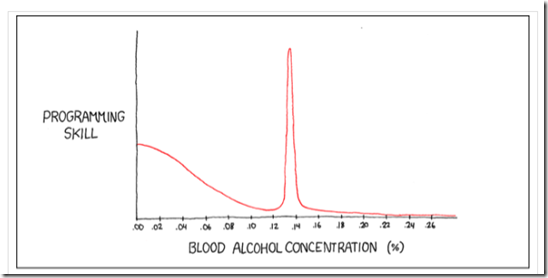 PROGRAMMING
SKILL
.00 .02 .04 .06 .08 .10 .12 .14 .16 .18 .20 .22 .24 .26
BLOOD ALCOHOL CONCENTRATION (%)